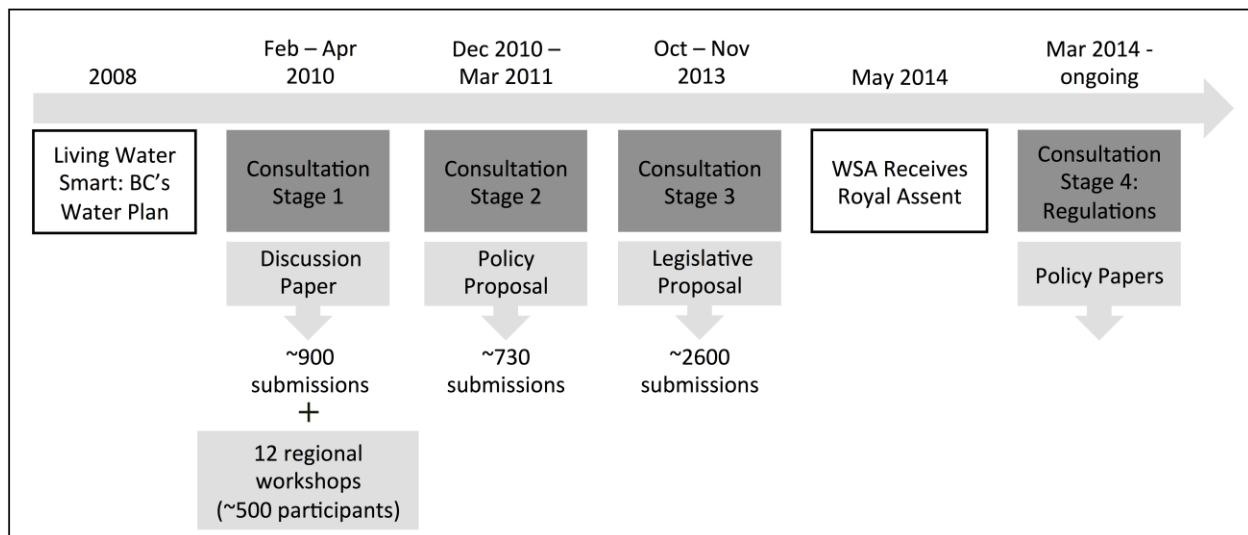 2008
Feb – Apr
2010
Dec 2010 –
Mar 2011
Oct – Nov
2013
May 2014
Mar 2014 -
ongoing
Living Water
Smart: BC’s
Water Plan
Consultation
Stage 1
Consultation
Stage 2
Consultation
Stage 3
WSA Receives
Royal Assent
Consultation
Stage 4:
Regulations
Discussion
Paper
Policy
Proposal
Legislative
Proposal
Policy Papers
~900
submissions
+
12 regional
workshops
(~500 participants)
~730
submissions
~2600
submissions